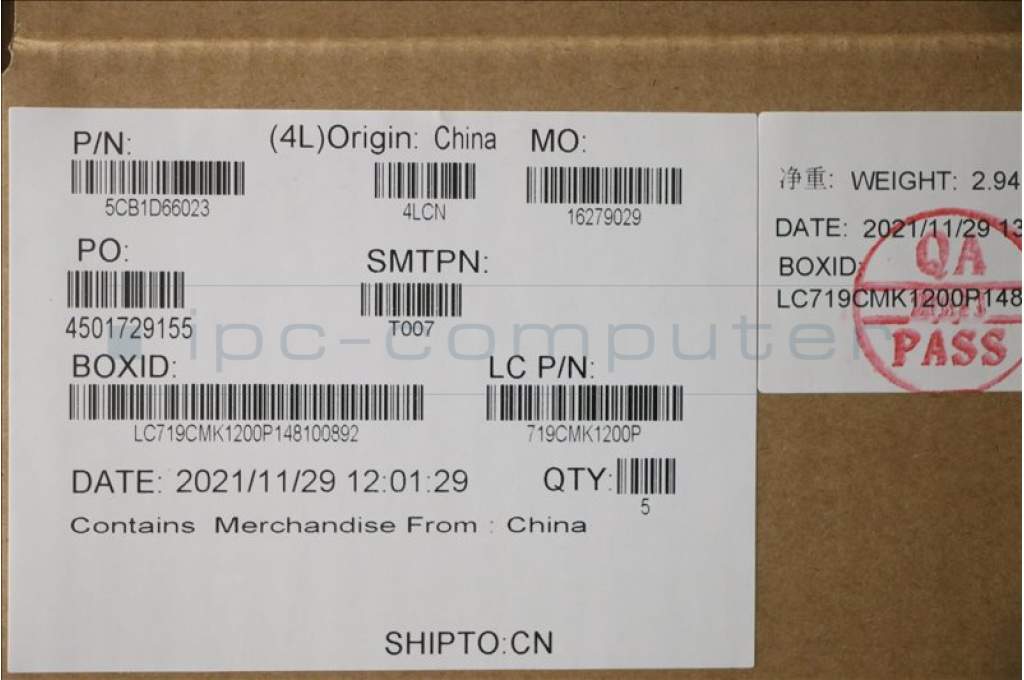 P/N:
(4L)Origin: China
MO:
5CB1D66023
4LCN
16279029
PO:
SMTPN:
4501729155
T007
BOXID:
LC P/N:
LC719CMK1200P148100892
719CMK1200P
DATE: 2021/11/29 12:01:29
QTY:
5
Contains Merchandise From : China
SHIPTO:CN
净重: WEIGHT: 2.94
DATE: 2021/11/29 13
BOXID:
LC719CMK1200P148
QA
PASS
ipc-computer